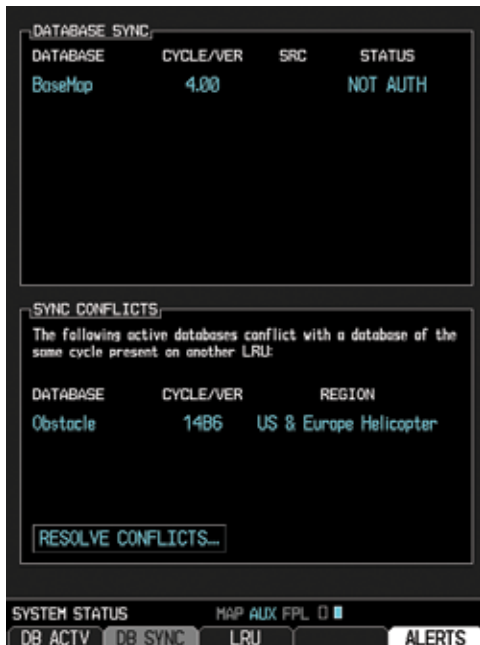 DATABASE SYNC
DATABASE CYCLE/VER SRC STATUS
BaseMap 4.00 NOT AUTH
SYNC CONFLICTS
The following active databases conflict with a database of the
same cycle present on another LRU:
DATABASE CYCLE/VER REGION
Obstacle 14B6 US & Europe Helicopter
RESOLVE CONFLICTS…
SYSTEM STATUS MAP AUX FPL
DB ACTV DB SYNC LRU ALERTS